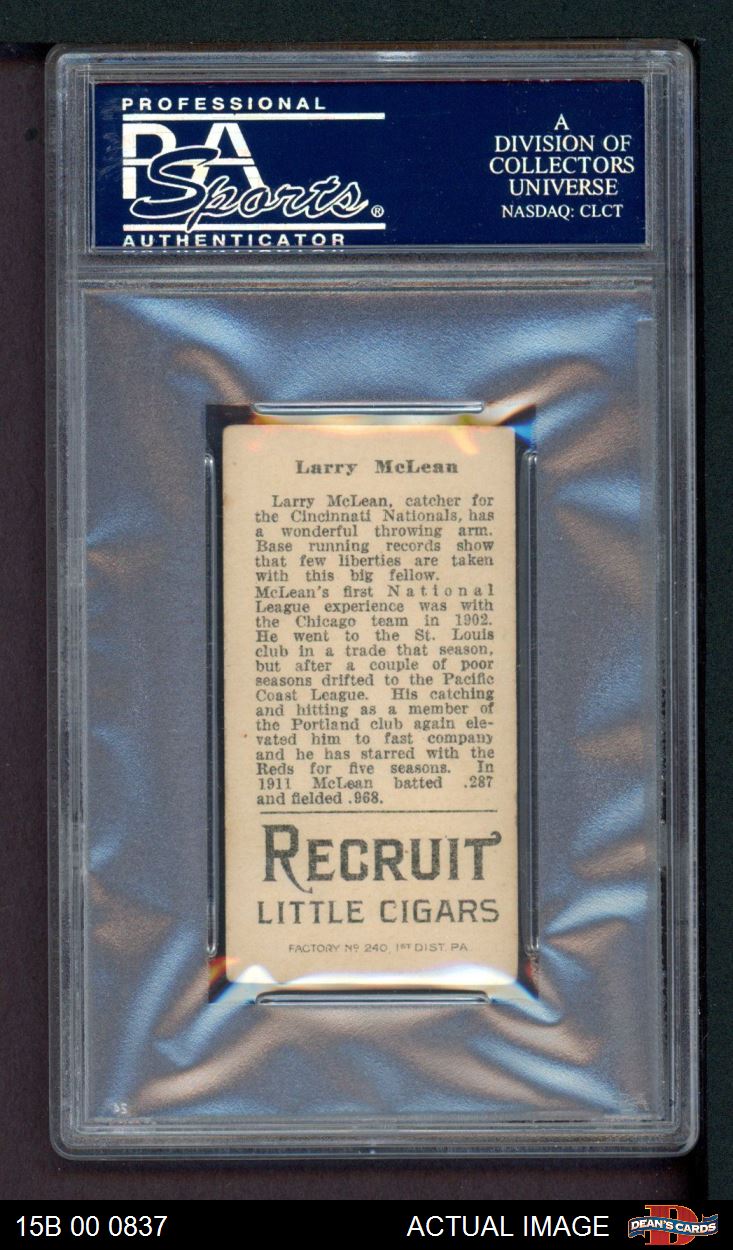 PROFESSIONAL
PSA
Sports®
AUTHENTICATOR
A
DIVISION OF
COLLECTORS
UNIVERSE
NASDAQ: CLCT
Larry McLean
Larry McLean, catcher for
the Cincinnati Nationals, has
a wonderful throwing arm.
Base running records show
that few liberties are taken
with this big fellow.
McLean's first National
League experience was with
the Chicago team in 1902.
He went to the St. Louis
club in a trade that season,
but after a couple of poor
seasons drifted to the Pacific
Coast League. His catching
and hitting as a member of
the Portland club again ele-
vated him to fast company
and he has starred with the
Reds for five seasons. In
1911 McLean batted .287
and fielded .968.
RECRUIT
LITTLE CIGARS
FACTORY Nº 240, 1ST DIST. PA.
15B 00 0837
ACTUAL IMAGE
DEAN'S CARDS